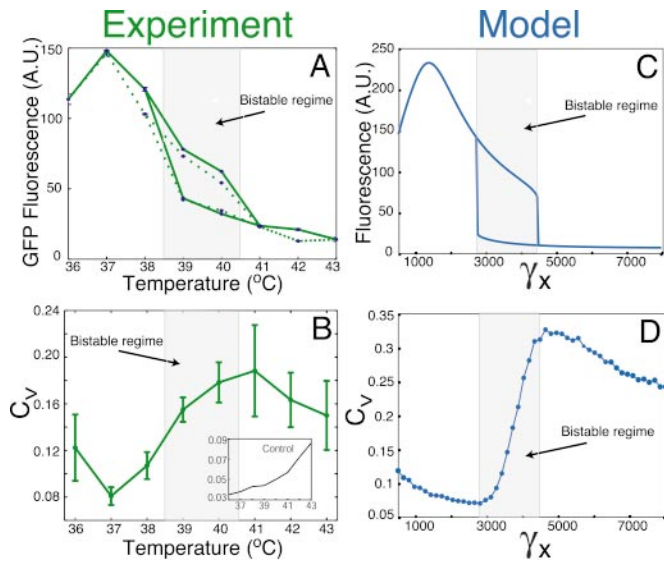 Experiment
Model
A
GFP Fluorescence (A.U.)
150
100
50
0
Bistable regime
36 37 38 39 40 41 42 43
Temperature (°C)
C
Fluorescence (A.U.)
250
200
150
100
50
0
Bistable regime
1000 3000 5000 7000
γx
B
Cv
0.24
0.20
0.16
0.12
0.08
Bistable regime
Control
0.09
0.07
0.05
0.03
37 39 41 43
36 37 38 39 40 41 42 43
Temperature (°C)
D
Cv
0.35
0.3
0.25
0.2
0.15
0.1
0.05
Bistable regime
1000 3000 5000 7000
γx